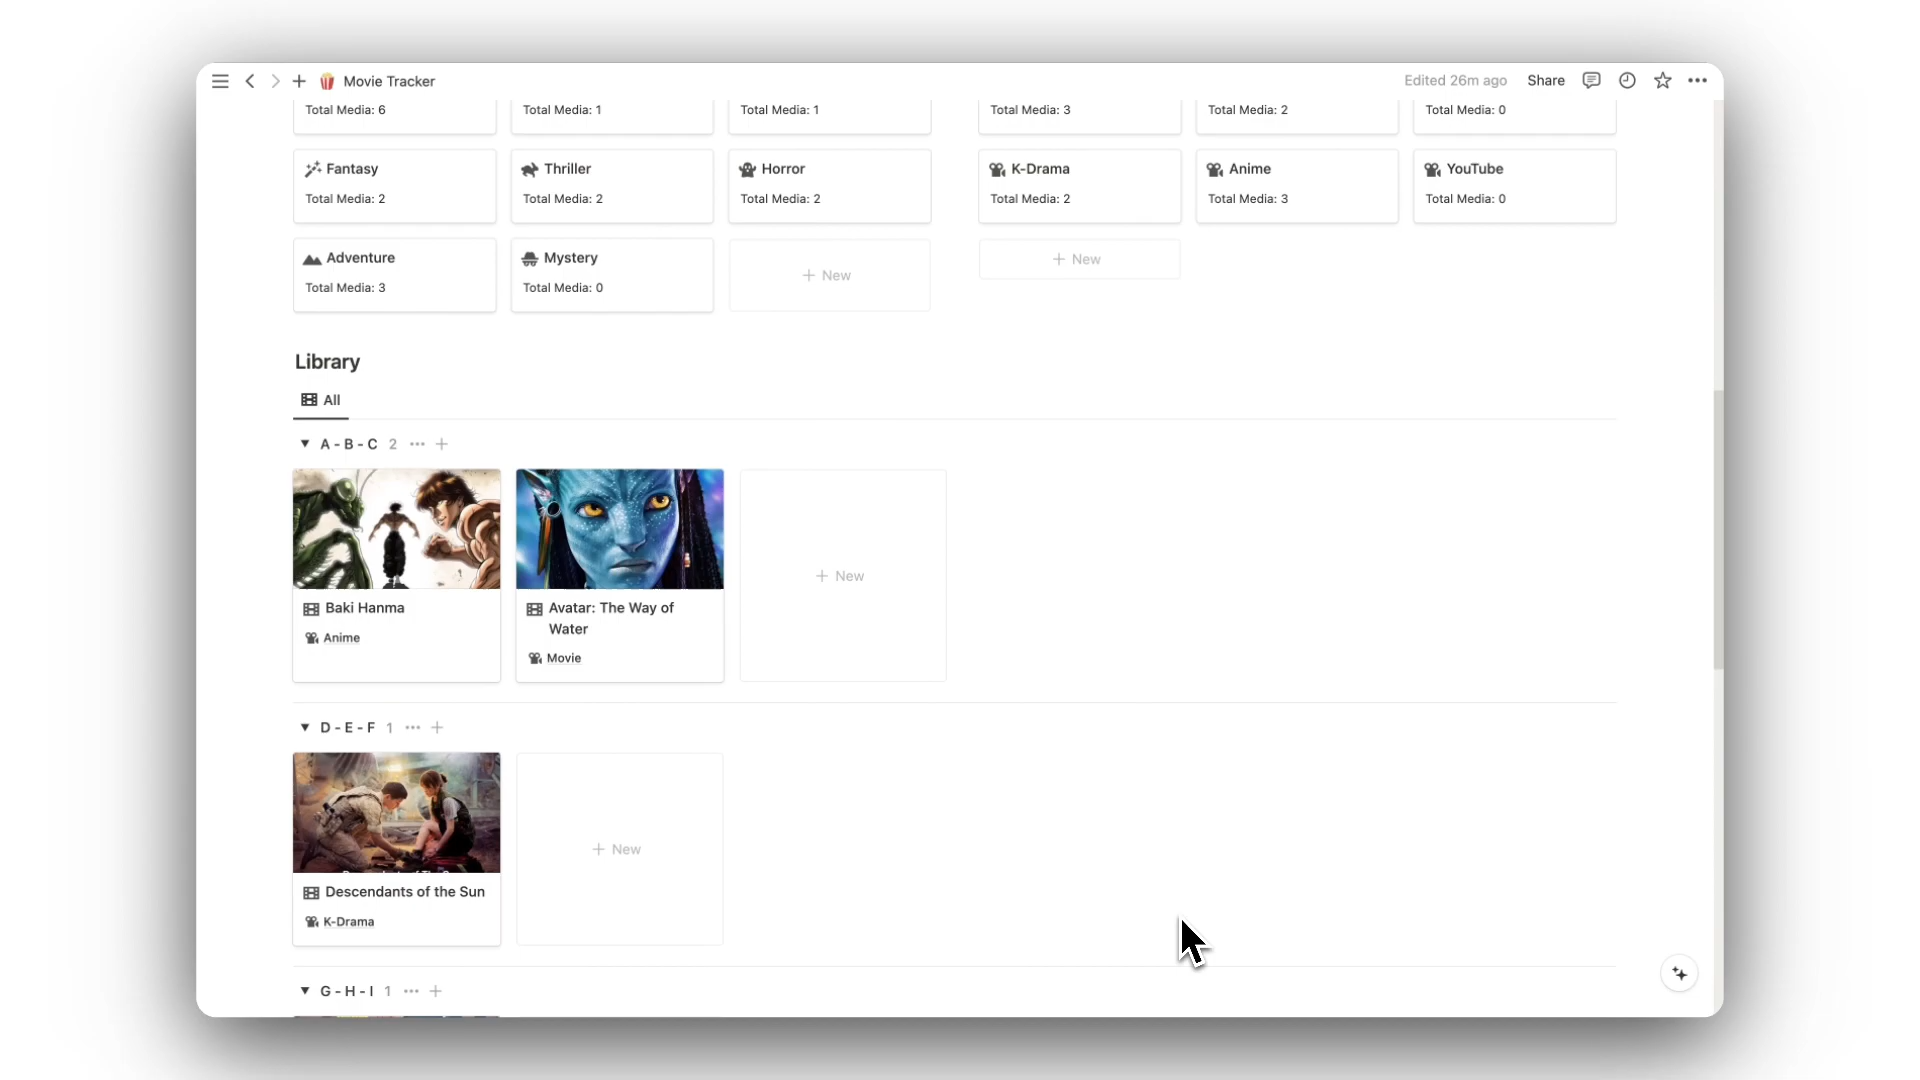 Movie Tracker
Edited 26m ago
Share
Total Media: 6
Total Media: 1
Total Media: 1
Total Media: 3
Total Media: 2
Total Media: 0
Fantasy
Total Media: 2
Thriller
Total Media: 2
Horror
Total Media: 2
K-Drama
Total Media: 2
Anime
Total Media: 3
YouTube
Total Media: 0
Adventure
Total Media: 3
Mystery
Total Media: 0
+ New
+ New
Library
All
A - B - C 2
Baki Hanma
Anime
Avatar: The Way of
Water
Movie
+ New
D - E - F 1
Descendants of the Sun
K-Drama
+ New
G - H - I 1